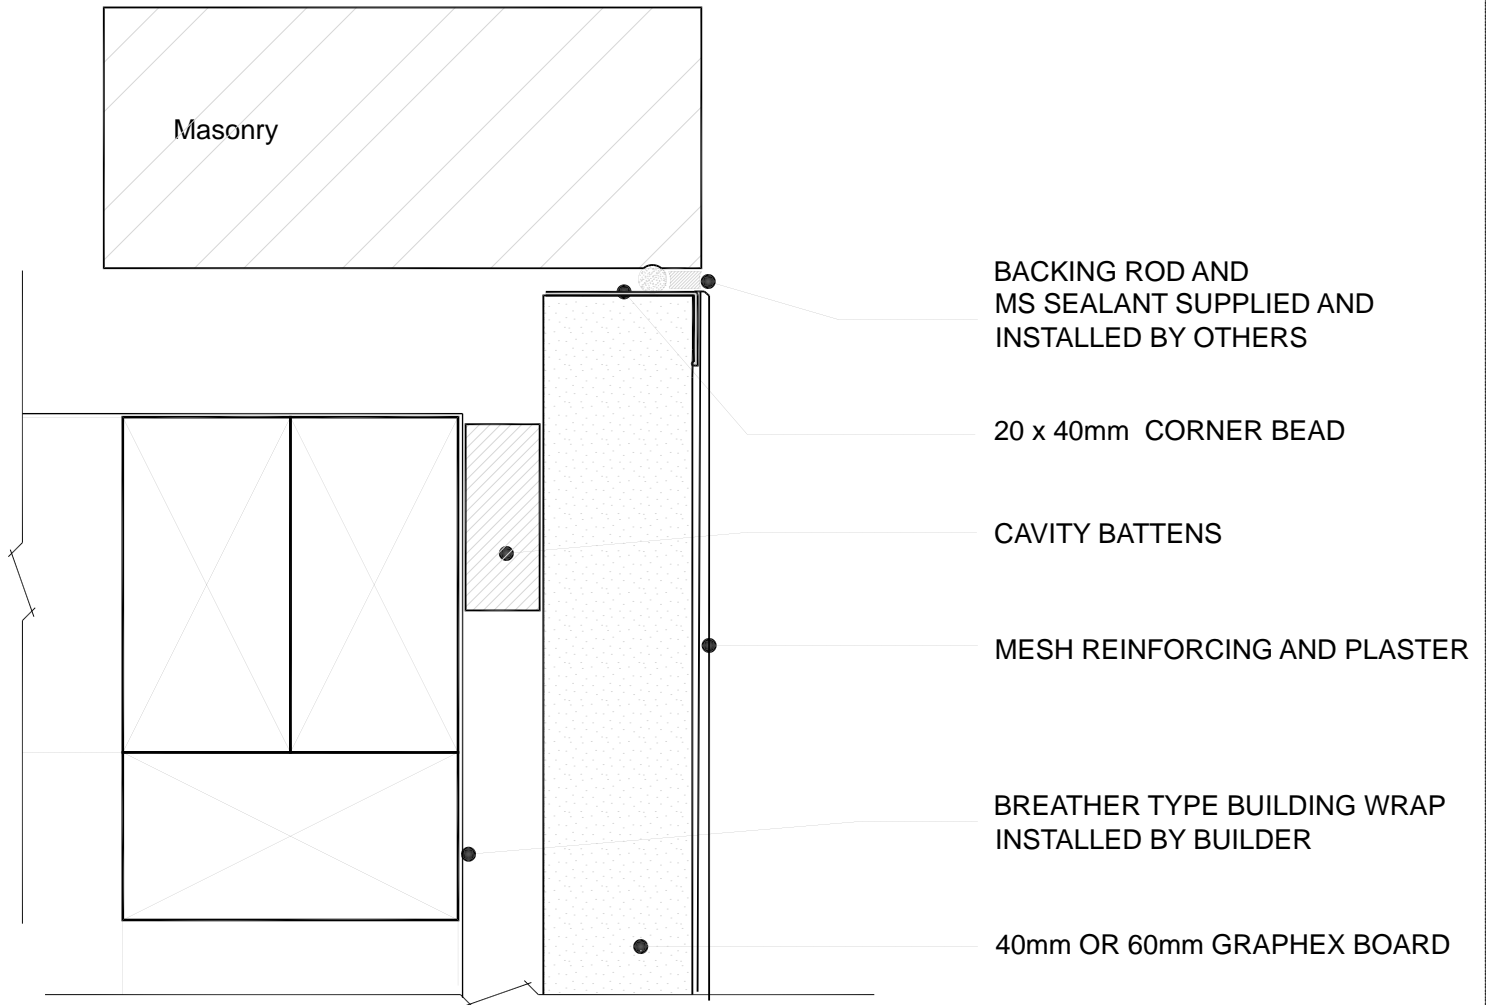 Masonry
BACKING ROD AND
MS SEALANT SUPPLIED AND
INSTALLED BY OTHERS
20 x 40mm CORNER BEAD
CAVITY BATTENS
MESH REINFORCING AND PLASTER
BREATHER TYPE BUILDING WRAP
INSTALLED BY BUILDER
40mm OR 60mm GRAPHEX BOARD